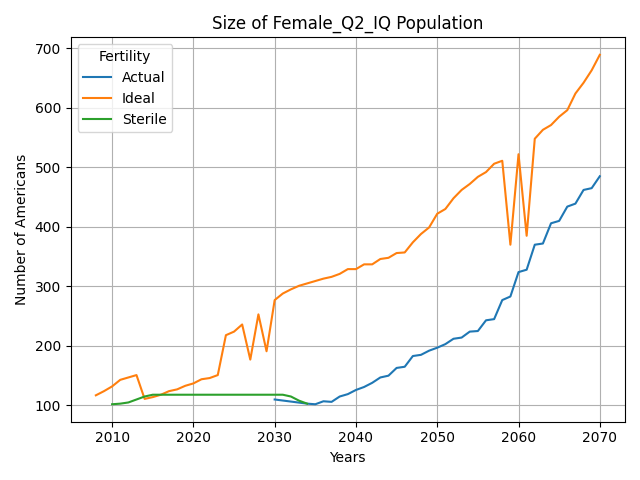 Size of Female_Q2_IQ Population
Fertility
Actual
Ideal
Sterile
Number of Americans
700
600
500
400
300
200
100
2010
2020
2030
2040
2050
2060
2070
Years